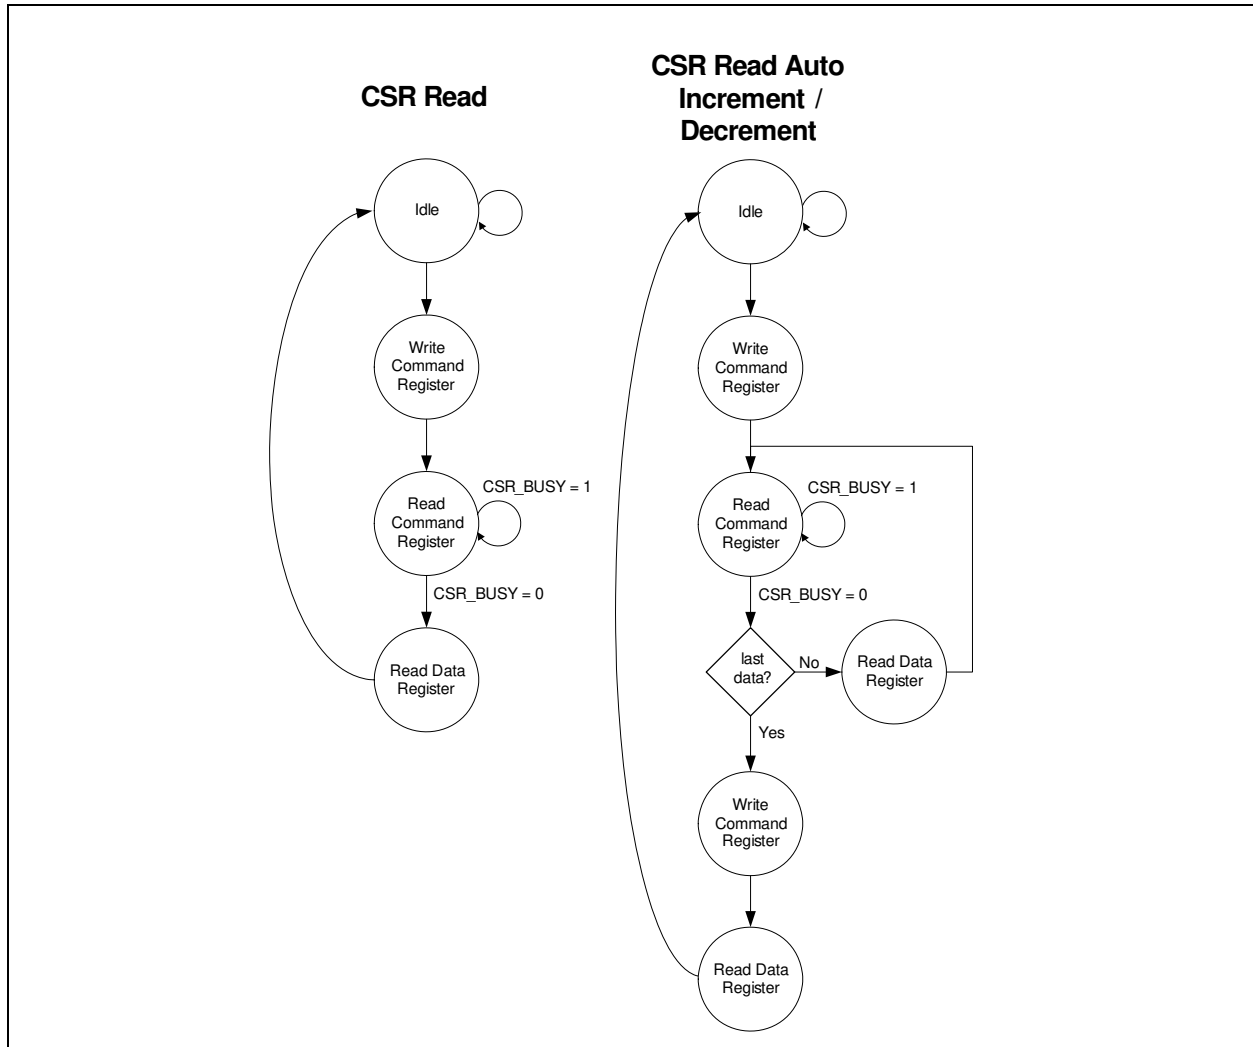 CSR Read
Idle
Write
Command
Register
CSR_BUSY = 1
Read
Command
Register
CSR_BUSY = 0
Read Data
Register
CSR Read Auto
Increment /
Decrement
Idle
Write
Command
Register
CSR_BUSY = 1
Read
Command
Register
CSR_BUSY = 0
last
data?
No
Read Data
Register
Yes
Write
Command
Register
Read Data
Register